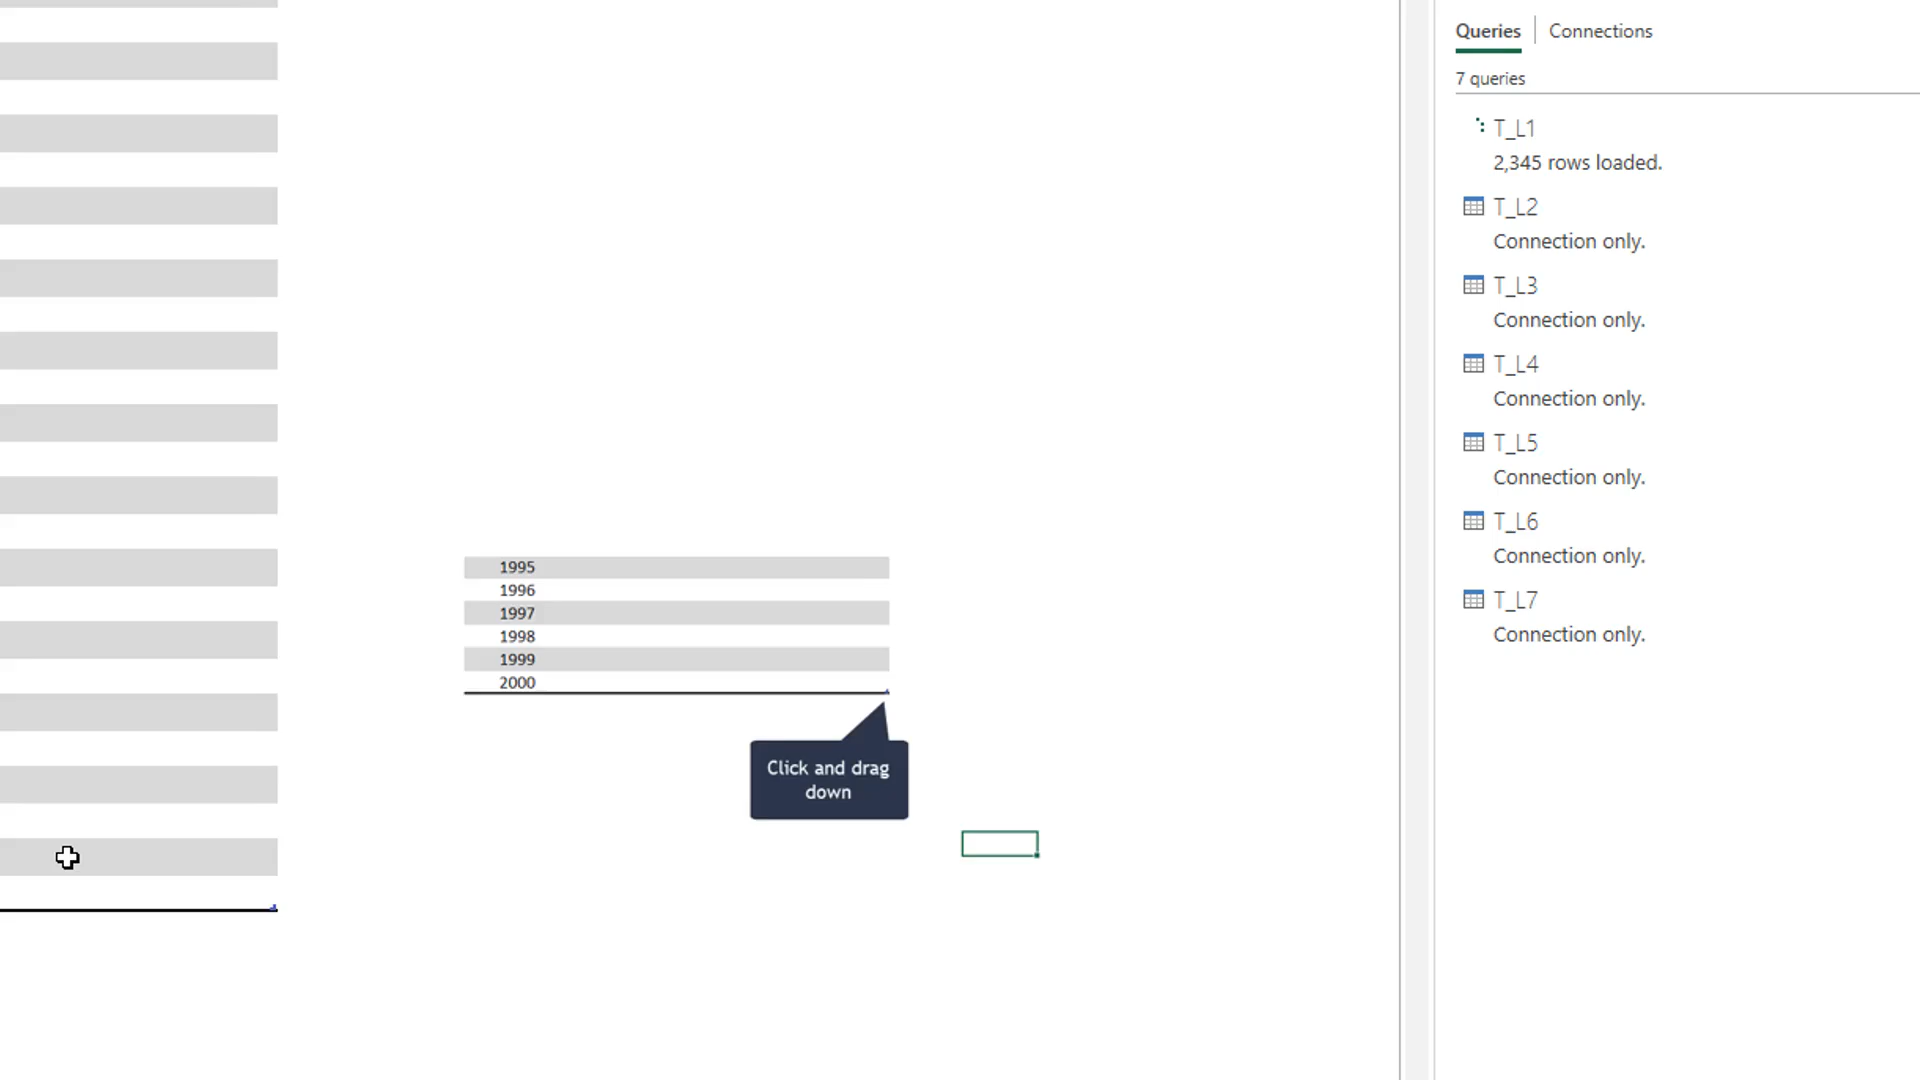 1995
1996
1997
1998
1999
2000
Click and drag
down
Queries
Connections
7 queries
T_L1
2,345 rows loaded.
T_L2
Connection only.
T_L3
Connection only.
T_L4
Connection only.
T_L5
Connection only.
T_L6
Connection only.
T_L7
Connection only.